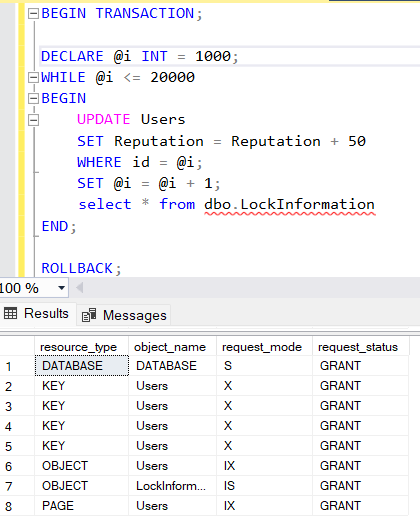 BEGIN TRANSACTION;
DECLARE @i INT = 1000;
WHILE @i <= 20000
BEGIN
UPDATE Users
SET Reputation = Reputation + 50
WHERE id = @i;
SET @i = @i + 1;
select * from dbo.LockInformation
END;
ROLLBACK;
100 %
Results Messages
resource_type object_name request_mode request_status
1 DATABASE DATABASE S GRANT
2 KEY Users X GRANT
3 KEY Users X GRANT
4 KEY Users X GRANT
5 KEY Users X GRANT
6 OBJECT Users IX GRANT
7 OBJECT LockInform... IS GRANT
8 PAGE Users IX GRANT